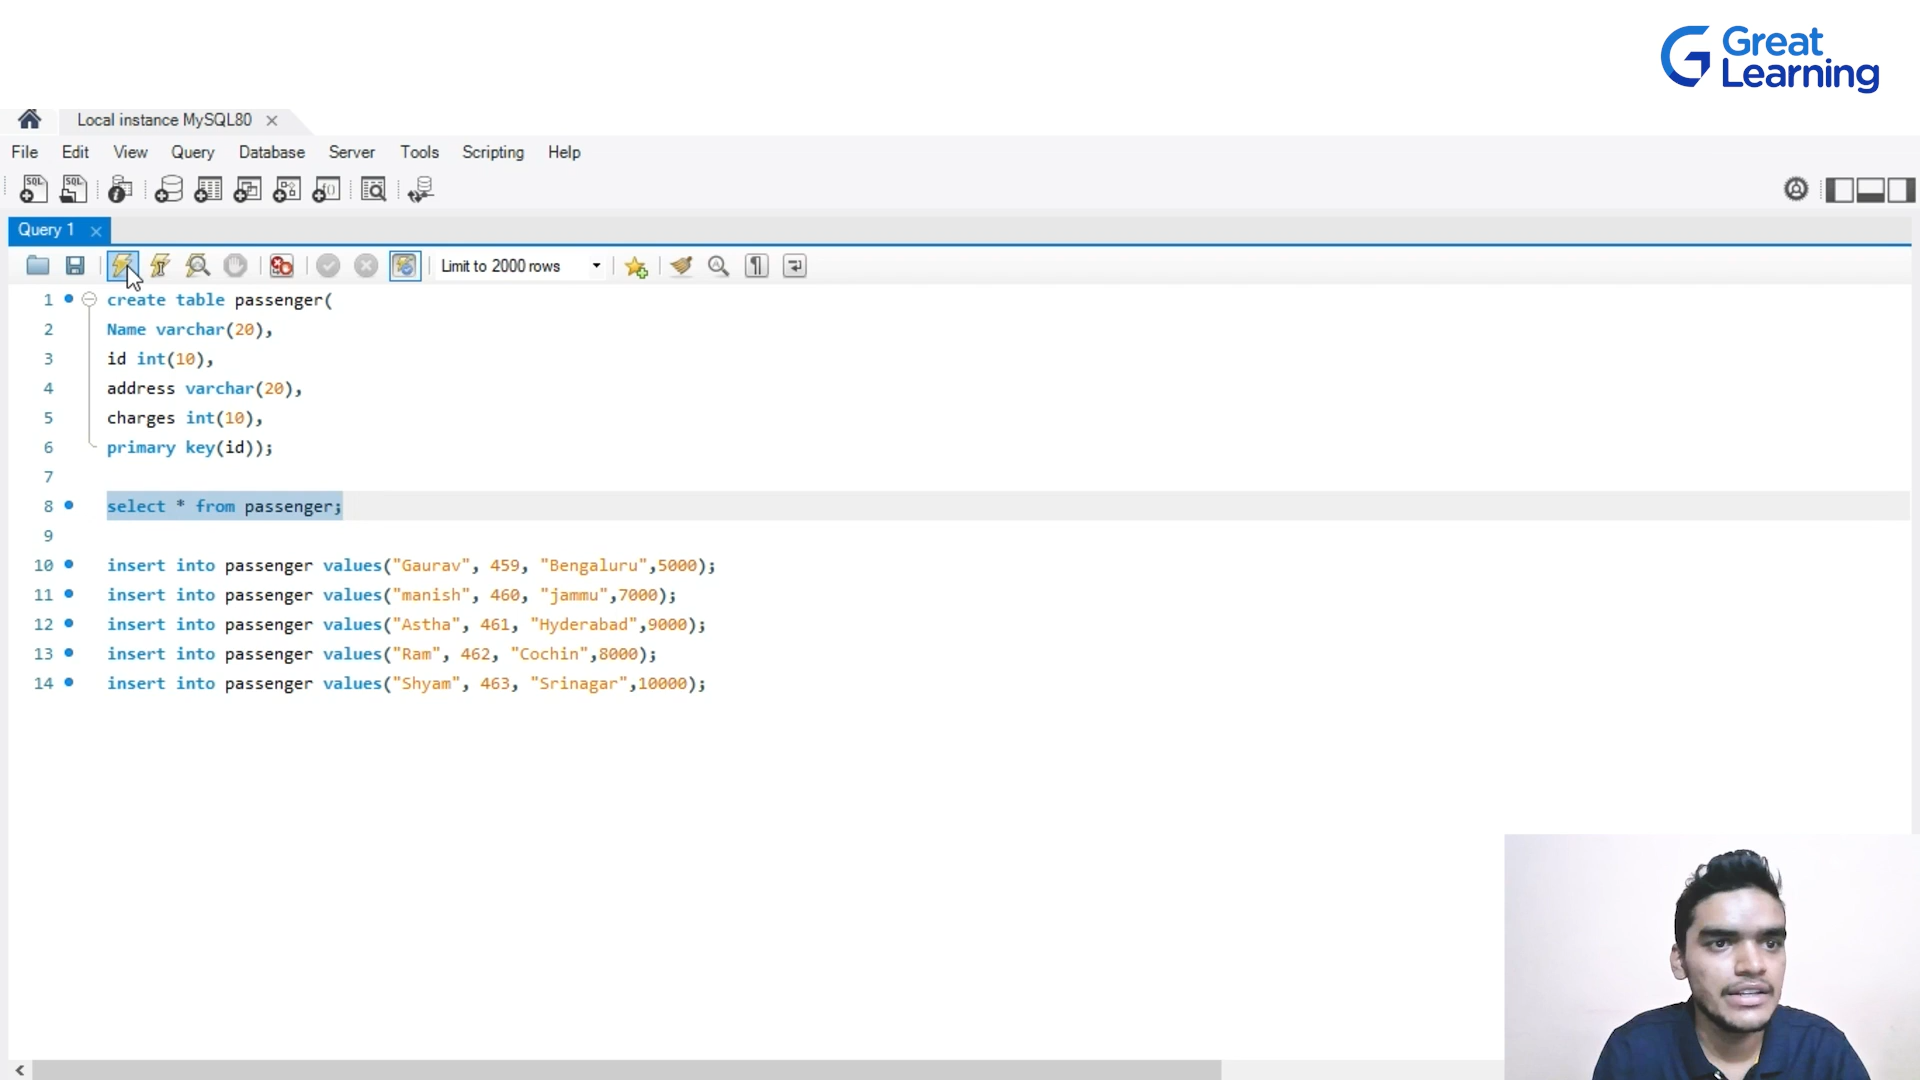 Great
Learning
Local instance MySQL80
File Edit View Query Database Server Tools Scripting Help
SQL SQL
Query 1
Limit to 2000 rows
1 create table passenger(
2 Name varchar(20),
3 id int(10),
4 address varchar(20),
5 charges int(10),
6 primary key(id));
7
8 select * from passenger;
9
10 insert into passenger values("Gaurav", 459, "Bengaluru",5000);
11 insert into passenger values("manish", 460, "jammu",7000);
12 insert into passenger values("Astha", 461, "Hyderabad",9000);
13 insert into passenger values("Ram", 462, "Cochin",8000);
14 insert into passenger values("Shyam", 463, "Srinagar",10000);